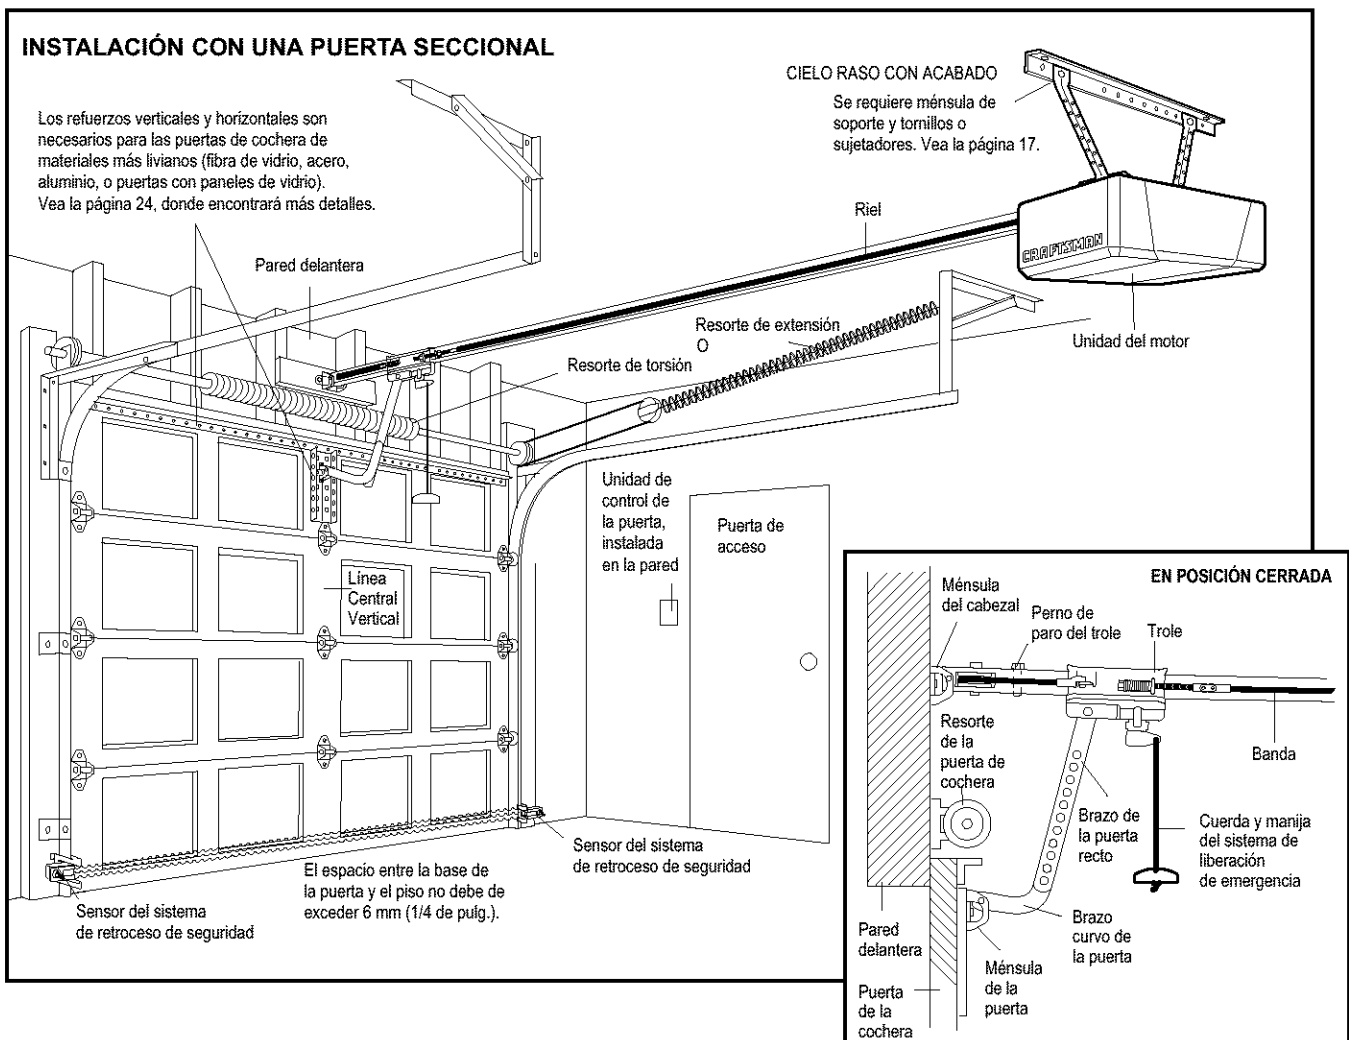 INSTALACIÓN CON UNA PUERTA SECCIONAL
Los refuerzos verticales y horizontales son
necesarios para las puertas de cochera de
materiales más livianos (fibra de vidrio, acero,
aluminio, o puertas con paneles de vidrio).
Vea la página 24, donde encontrará más detalles.
CIELO RASO CON ACABADO
Se requiere ménsula de
soporte y tornillos o
sujetadores. Vea la página 17.
Pared delantera
Riel
CRAFTSMAN
Unidad del motor
Resorte de extensión
O
Resorte de torsión
Unidad de
control de
la puerta,
instalada
en la pared
Puerta de
acceso
Línea
Central
Vertical
Sensor del sistema
de retroceso de seguridad
El espacio entre la base de
la puerta y el piso no debe de
exceder 6 mm (1/4 de pulg.).
Sensor del sistema
de retroceso de seguridad
EN POSICIÓN CERRADA
Ménsula
del cabezal
Perno de
paro del trole
Trole
Resorte
de la
puerta de
cochera
Banda
Brazo de
la puerta
recto
Cuerda y manija
del sistema de
liberación
de emergencia
Pared
delantera
Brazo
curvo de
la puerta
Ménsula
de la
puerta
Puerta
de la
cochera